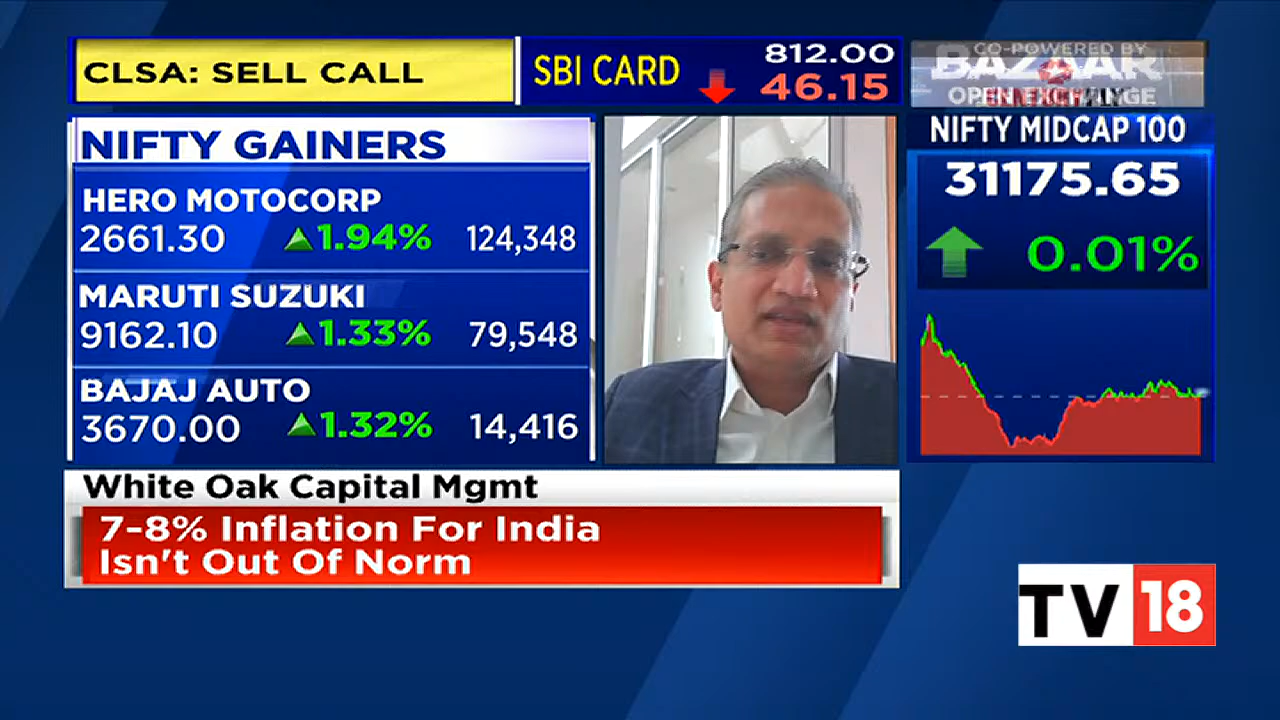 CLSA: SELL CALL
SBI CARD
812.00
46.15
CO-POWERED BY
BAZAAR
OPEN EXCHANGE
NIFTY GAINERS
HERO MOTOCORP
2661.30 1.94% 124,348
MARUTI SUZUKI
9162.10 1.33% 79,548
BAJAJ AUTO
3670.00 1.32% 14,416
NIFTY MIDCAP 100
31175.65
0.01%
White Oak Capital Mgmt
7-8% Inflation For India
Isn't Out Of Norm
TV18